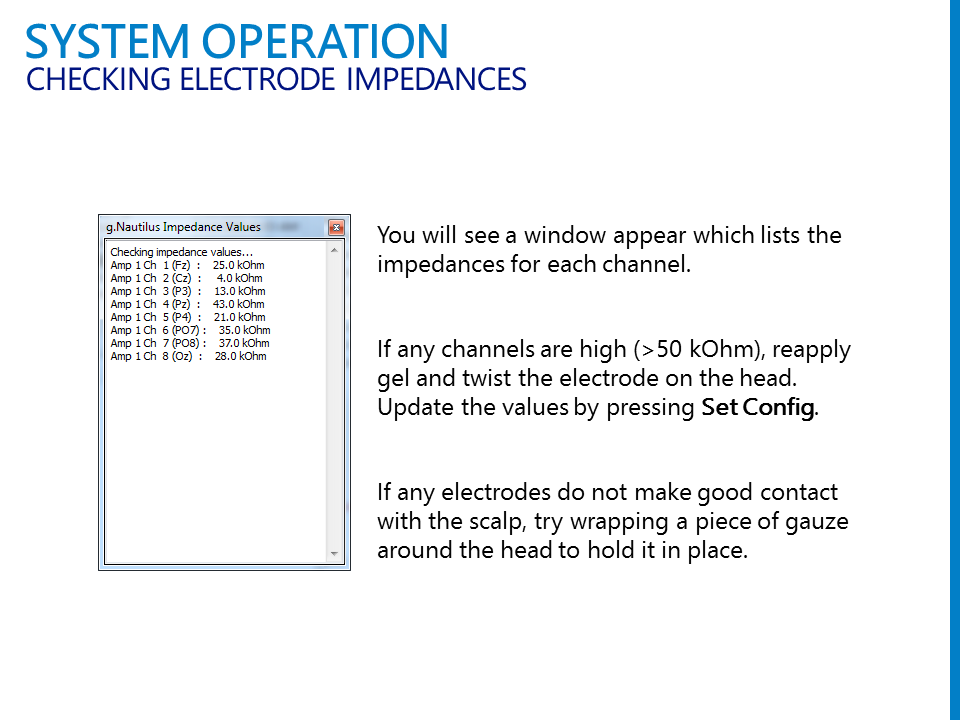 SYSTEM OPERATION
CHECKING ELECTRODE IMPEDANCES
g.Nautilus Impedance Values
Checking impedance values...
Amp 1 Ch 1 (Fz) : 25.0 kOhm
Amp 1 Ch 2 (Cz) : 4.0 kOhm
Amp 1 Ch 3 (P3) : 13.0 kOhm
Amp 1 Ch 4 (Pz) : 43.0 kOhm
Amp 1 Ch 5 (P4) : 21.0 kOhm
Amp 1 Ch 6 (PO7) : 35.0 kOhm
Amp 1 Ch 7 (PO8) : 37.0 kOhm
Amp 1 Ch 8 (Oz) : 28.0 kOhm
You will see a window appear which lists the
impedances for each channel.
If any channels are high (>50 kOhm), reapply
gel and twist the electrode on the head.
Update the values by pressing Set Config.
If any electrodes do not make good contact
with the scalp, try wrapping a piece of gauze
around the head to hold it in place.